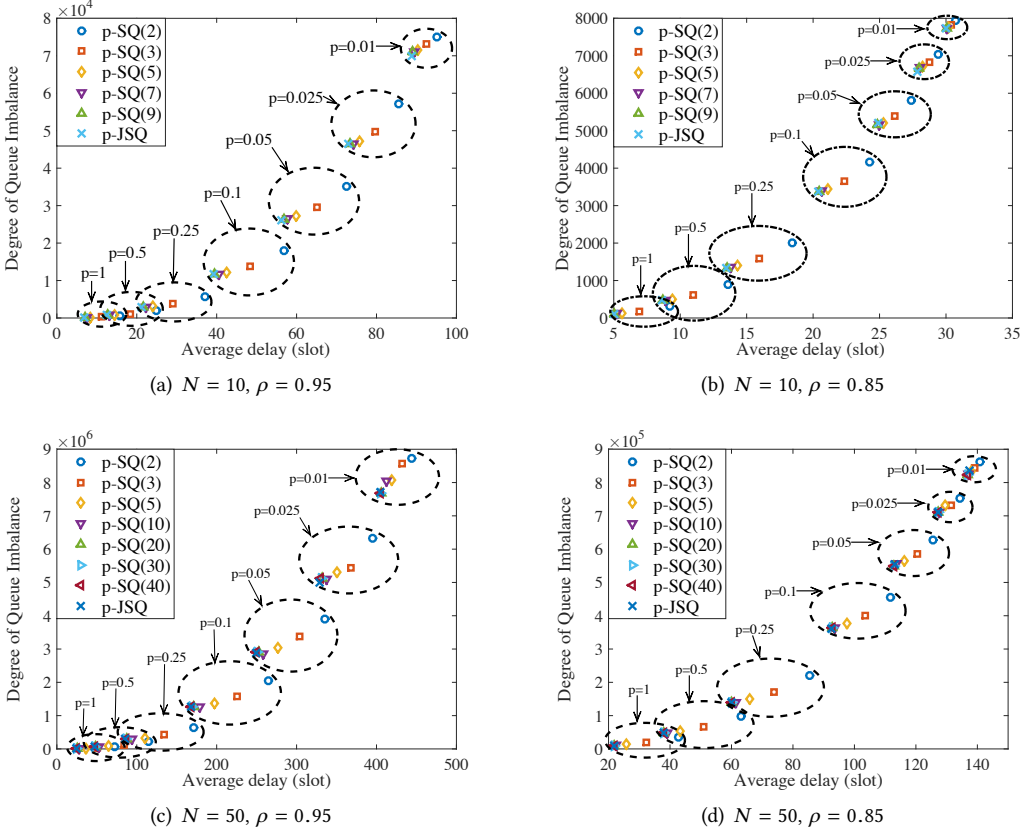 ×10⁴
8
7
6
5
4
3
2
1
0
Degree of Queue Imbalance
p-SQ(2)
p-SQ(3)
p-SQ(5)
p-SQ(7)
p-SQ(9)
p-JSQ
p=0.01
p=0.025
p=0.05
p=0.1
p=0.25
p=0.5
p=1
0 20 40 60 80 100
Average delay (slot)
(a) N = 10, ρ = 0.95
8000
7000
6000
5000
4000
3000
2000
1000
0
Degree of Queue Imbalance
p-SQ(2)
p-SQ(3)
p-SQ(5)
p-SQ(7)
p-SQ(9)
p-JSQ
p=0.01
p=0.025
p=0.05
p=0.1
p=0.25
p=0.5
p=1
5 10 15 20 25 30 35
Average delay (slot)
(b) N = 10, ρ = 0.85
×10⁶
9
8
7
6
5
4
3
2
1
0
Degree of Queue Imbalance
p-SQ(2)
p-SQ(3)
p-SQ(5)
p-SQ(10)
p-SQ(20)
p-SQ(30)
p-SQ(40)
p-JSQ
p=0.01
p=0.025
p=0.05
p=0.1
p=0.25
p=0.5
p=1
0 100 200 300 400 500
Average delay (slot)
(c) N = 50, ρ = 0.95
×10⁵
9
8
7
6
5
4
3
2
1
0
Degree of Queue Imbalance
p-SQ(2)
p-SQ(3)
p-SQ(5)
p-SQ(10)
p-SQ(20)
p-SQ(30)
p-SQ(40)
p-JSQ
p=0.01
p=0.025
p=0.05
p=0.1
p=0.25
p=0.5
p=1
20 40 60 80 100 120 140
Average delay (slot)
(d) N = 50, ρ = 0.85